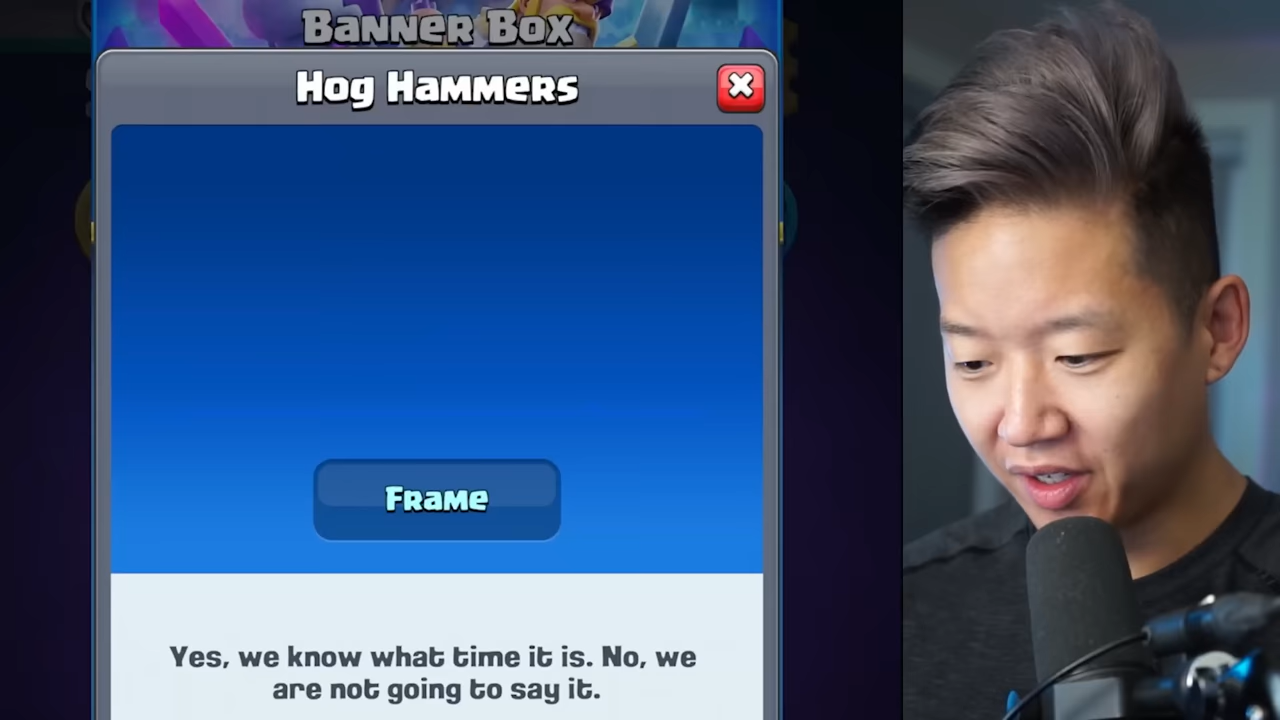 Banner Box
Hog Hammers
Frame
Yes, we know what time it is. No, we
are not going to say it.